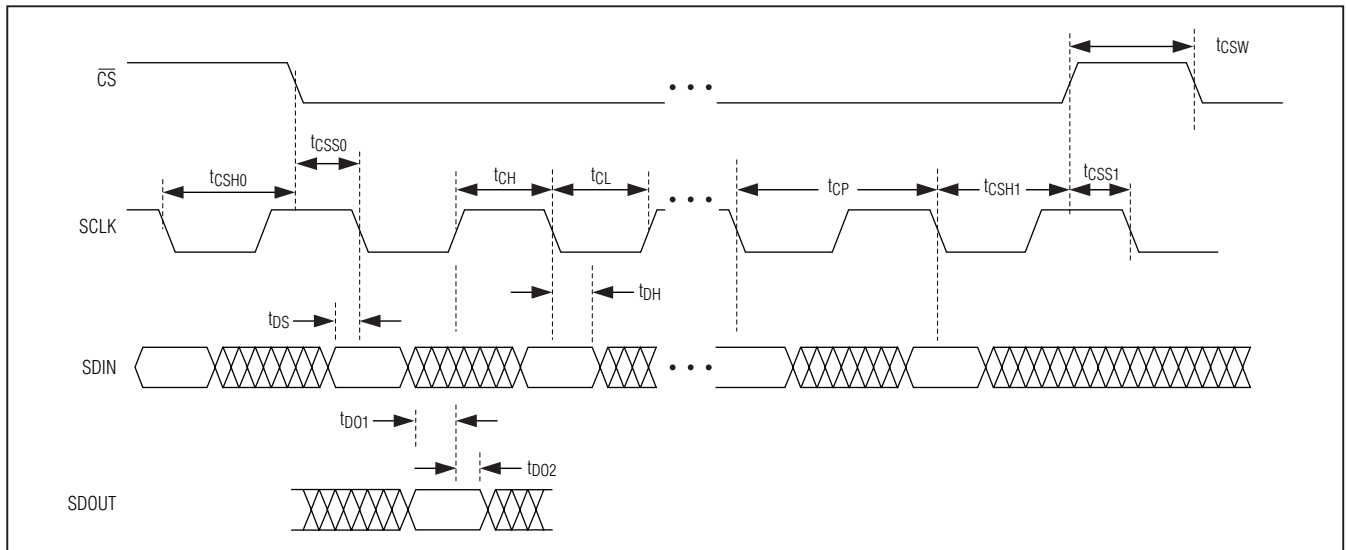 tCSW
CS
• • •
tCSS0
tCSH0
tCH
tCL
tCP
tCSH1
tCSS1
• • •
SCLK
tDH
tDS
SDIN
• • •
tDO1
tDO2
SDOUT